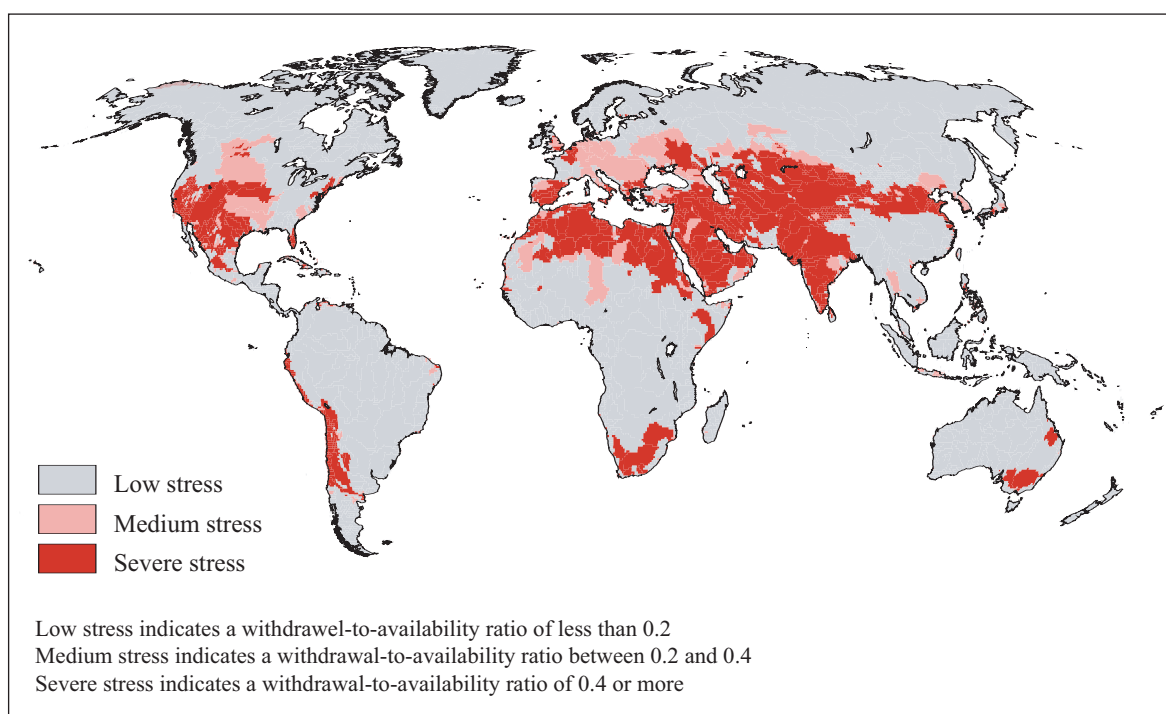 Low stress
Medium stress
Severe stress
Low stress indicates a withdrawel-to-availability ratio of less than 0.2
Medium stress indicates a withdrawal-to-availability ratio between 0.2 and 0.4
Severe stress indicates a withdrawal-to-availability ratio of 0.4 or more